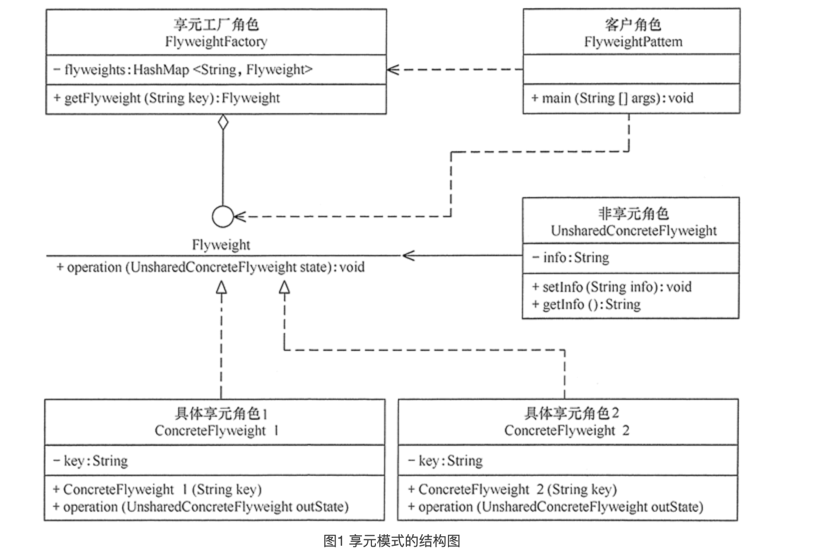 享元工厂角色
FlyweightFactory
- flyweights:HashMap <String, Flyweight>
+ getFlyweight (String key):Flyweight
客户角色
FlyweightPattem
+ main (String [] args):void
Flyweight
+ operation (UnsharedConcreteFlyweight state):void
非享元角色
UnsharedConcreteFlyweight
- info:String
+ setInfo (String info):void
+ getInfo ():String
具体享元角色1
ConcreteFlyweight 1
- key:String
+ ConcreteFlyweight 1 (String key)
+ operation (UnsharedConcreteFlyweight outState)
具体享元角色2
ConcreteFlyweight 2
- key:String
+ ConcreteFlyweight 2 (String key)
+ operation (UnsharedConcreteFlyweight outState)
图1 享元模式的结构图